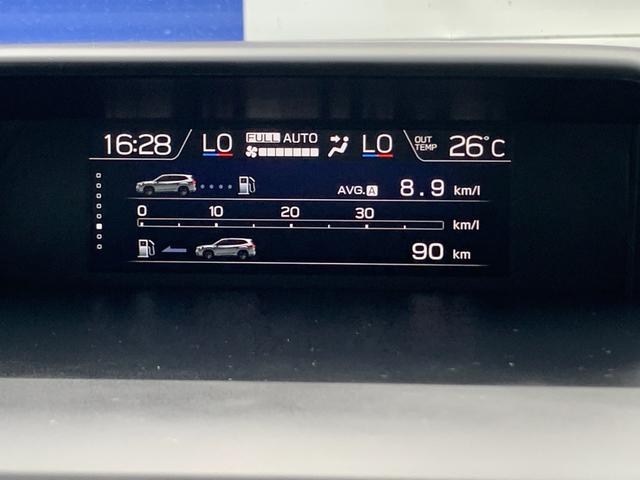 16:28 LO FULL AUTO LO OUT TEMP 26°C
AVG. A 8.9 km/l
0 10 20 30 km/l
90 km